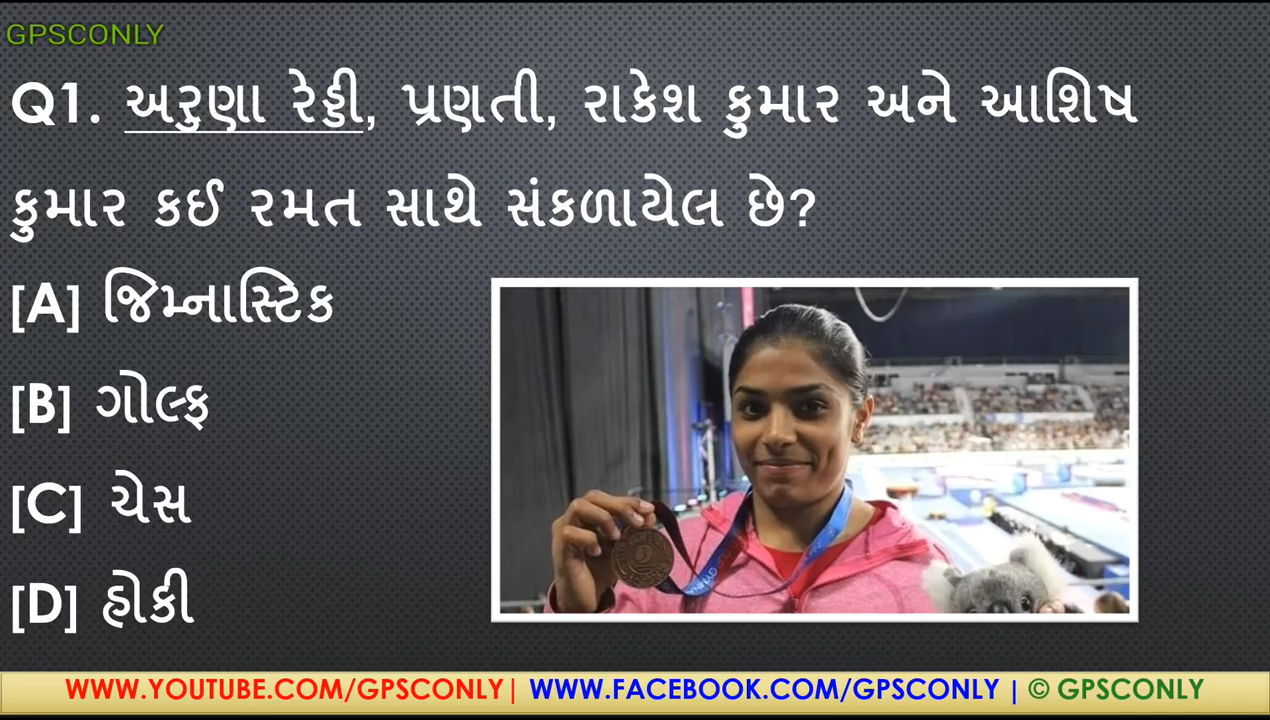 GPSCONLY
Q1. અરુણા રેડ્ડી, પ્રણતી, રાકેશ કુમાર અને આશિષ
કુમાર કઈ રમત સાથે સંકળાયેલ છે?
[A] જિમ્નાસ્ટિક
[B] ગોલ્ફ
[C] ચેસ
[D] હોકી
WWW.YOUTUBE.COM/GPSCONLY | WWW.FACEBOOK.COM/GPSCONLY | © GPSCONLY